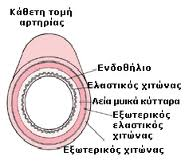 Κάθετη τομή
αρτηρίας
Ενδοθήλιο
Ελαστικός χιτώνας
Λεία μυικά κύτταρα
Εξωτερικός
ελαστικός
χιτώνας
Εξωτερικός χιτώνας